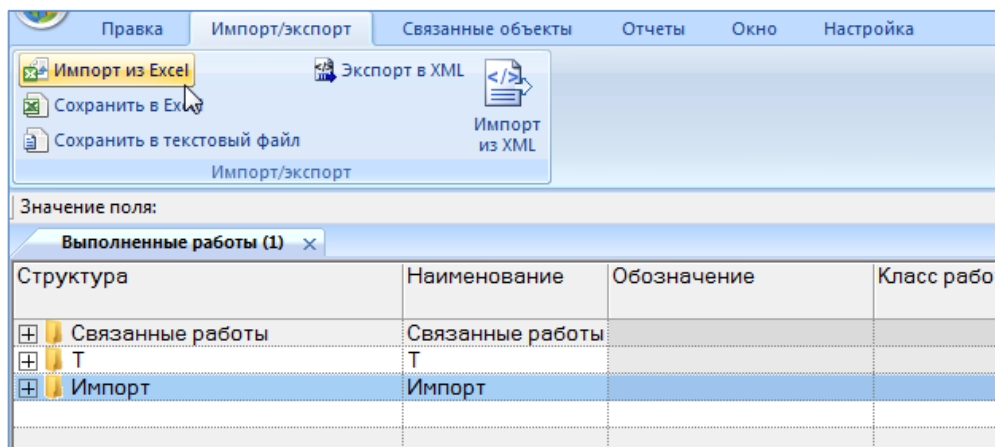 Правка Импорт/экспорт Связанные объекты Отчеты Окно Настройка
Импорт из Excel Экспорт в XML
Сохранить в Excel
Сохранить в текстовый файл
Импорт
из XML
Импорт/экспорт
Значение поля:
Выполненные работы (1)
Структура Наименование Обозначение Класс рабо
Связанные работы Связанные работы
Т Т
Импорт Импорт